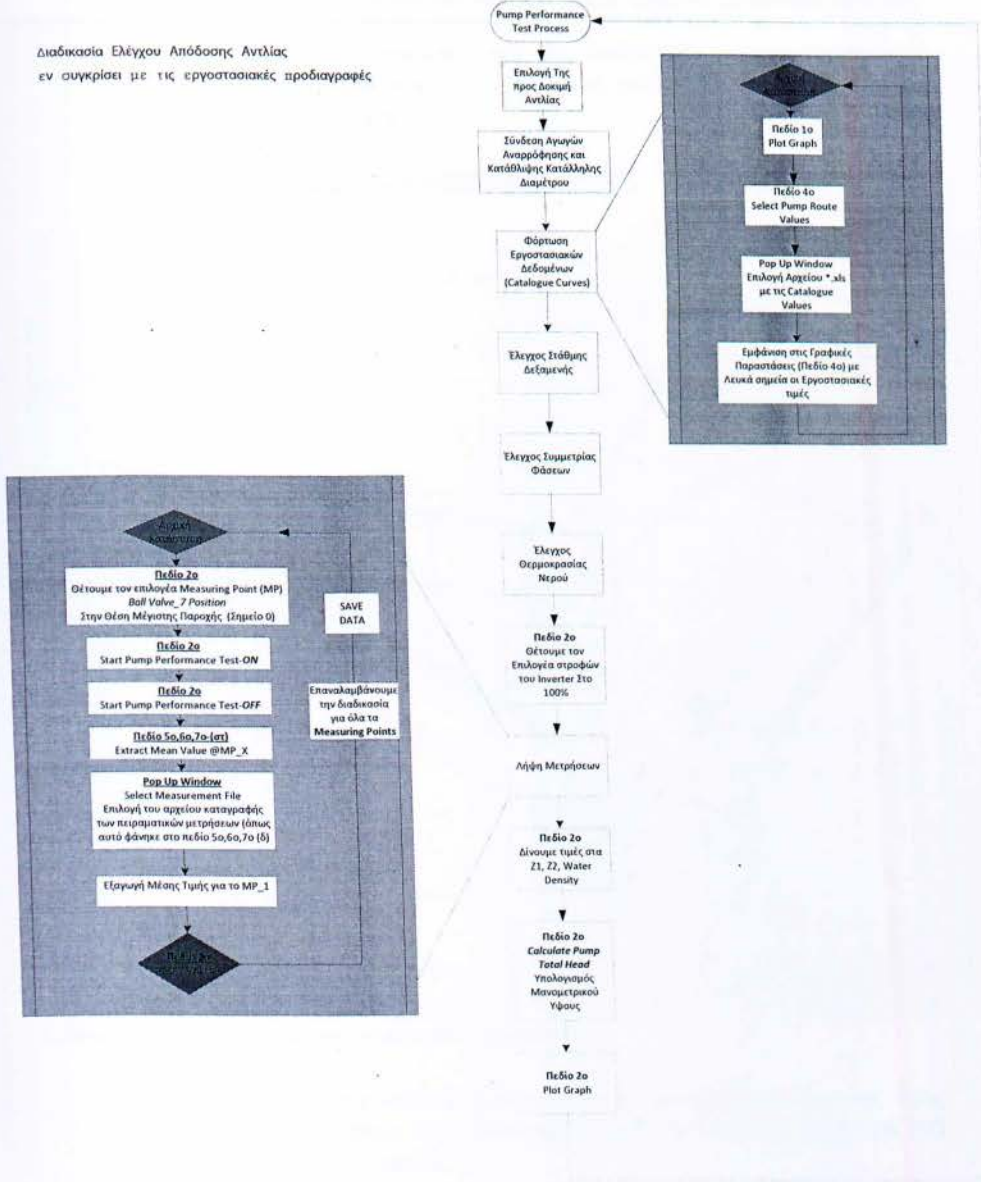 Διαδικασία Ελέγχου Απόδοσης Αντλίας
εν συγκρίσει με τις εργοστασιακές προδιαγραφές
Pump Performance
Test Process
Επιλογή Της
προς Δοκιμή
Αντλίας
Σύνδεση Αγωγών
Αναρρόφησης και
Κατάθλιψης Κατάλληλης
Διαμέτρου
Φόρτωση
Εργοστασιακών
Δεδομένων
(Catalogue Curves)
Έλεγχος Στάθμης
Δεξαμενής
Έλεγχος Συμμετρίας
Φάσεων
Έλεγχος
Θερμοκρασίας
Νερού
Πεδίο 2ο
Θέτουμε τον
Επιλογέα στροφών
του Inverter Στο
100%
Λήψη Μετρήσεων
Πεδίο 2ο
Δίνουμε τιμές στα
Z1, Z2, Water
Density
Πεδίο 2ο
Calculate Pump
Total Head
Υπολογισμός
Μανομετρικού
Υψους
Πεδίο 2ο
Plot Graph
Αρχική
Κατάσταση
Πεδίο 1ο
Plot Graph
Πεδίο 4ο
Select Pump Route
Values
Pop Up Window
Επιλογή Αρχείου *.xls
με τις Catalogue
Values
Εμφάνιση στις Γραφικές
Παραστάσεις (Πεδίο 4ο) με
Λευκά σημεία οι Εργοστασιακές
τιμές
Αρχική
Κατάσταση
Πεδίο 2ο
Θέτουμε τον επιλογέα Measuring Point (MP)
Ball Valve_7 Position
Στην Θέση Μέγιστης Παροχής (Σημείο 0)
Πεδίο 2ο
Start Pump Performance Test-ON
Πεδίο 2ο
Start Pump Performance Test-OFF
Πεδίο 5ο,6ο,7ο-(στ)
Extract Mean Value @MP_X
Pop Up Window
Select Measurement File
Επιλογή του αρχείου καταγραφής
των πειραματικών μετρήσεων (όπως
αυτό φάνηκε στο πεδίο 5ο,6ο,7ο (δ)
Εξαγωγή Μέσης Τιμής για το MP_1
SAVE
DATA
Επαναλαμβάνουμε
την διαδικασία
για όλα τα
Measuring Points